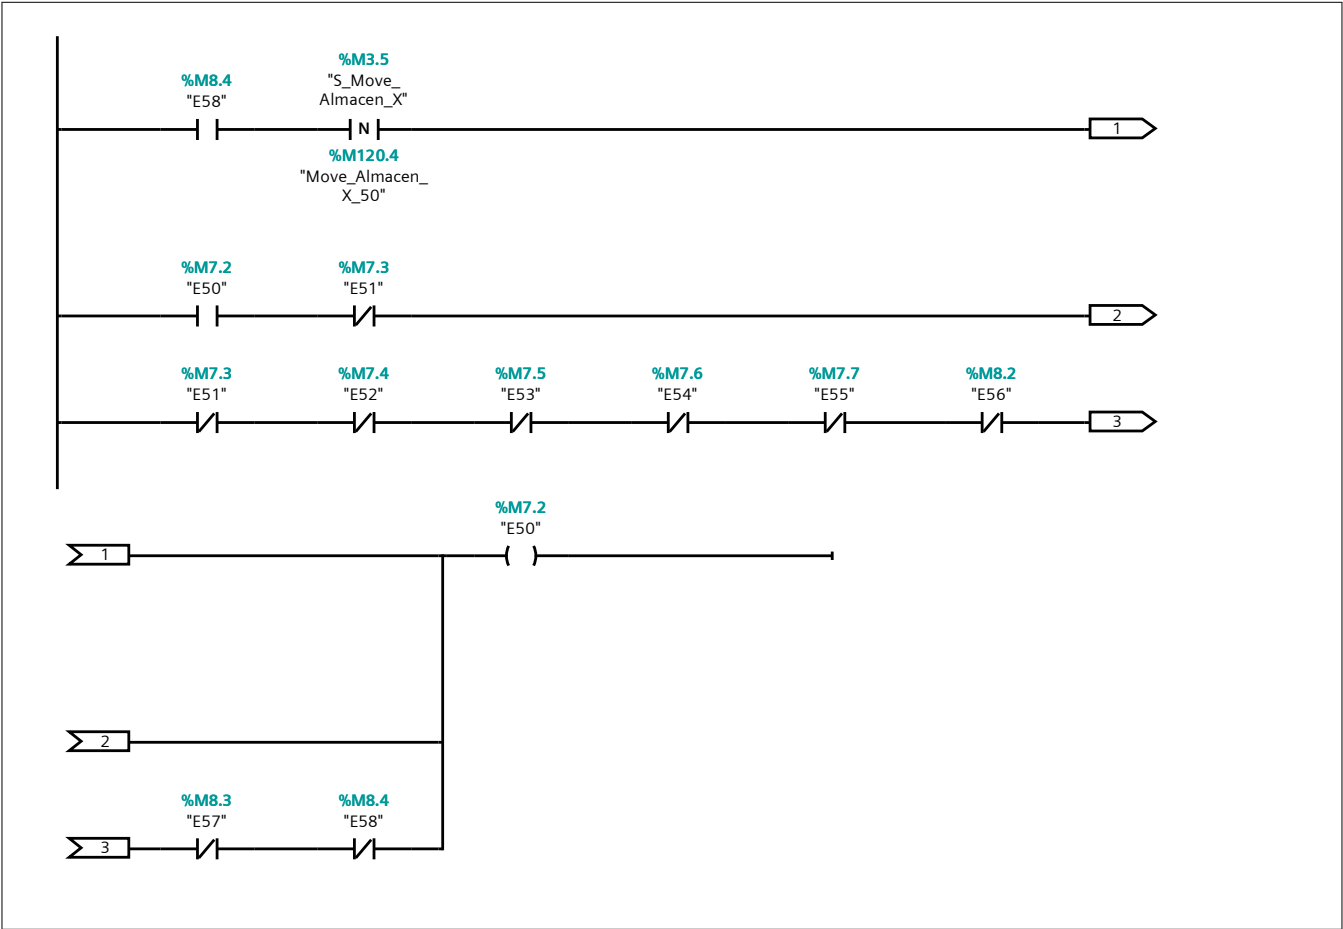 %M3.5
%M8.4 "S_Move_
"E58" Almacen_X"
N 1
%M120.4
"Move_Almacen_
X_50"
%M7.2 %M7.3
"E50" "E51"
2
%M7.3 %M7.4 %M7.5 %M7.6 %M7.7 %M8.2
"E51" "E52" "E53" "E54" "E55" "E56"
3
%M7.2
"E50"
1
2
%M8.3 %M8.4
"E57" "E58"
3